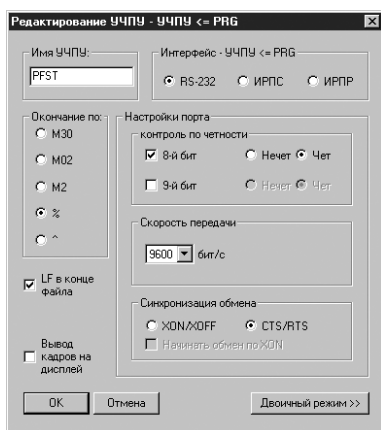 Редактирование УЧПУ - УЧПУ <= PRG
Имя УЧПУ:
PFST
Интерфейс - УЧПУ <= PRG
RS-232 ИРПС ИРПР
Окончание по:
M30
M02
M2
%
^
Настройки порта
контроль по четности
8-й бит Нечет Чет
9-й бит Нечет Чет
Скорость передачи
9600 бит/с
LF в конце
файла
Синхронизация обмена
XON/XOFF CTS/RTS
Начинать обмен по XON
Вывод
кадров на
дисплей
OK Отмена Двоичный режим >>